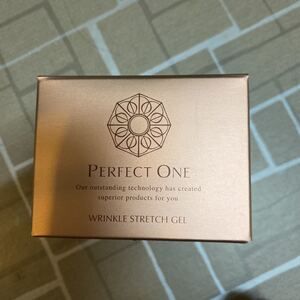 PERFECT ONE
Our outstanding technology has created
superior products for you
WRINKLE STRETCH GEL